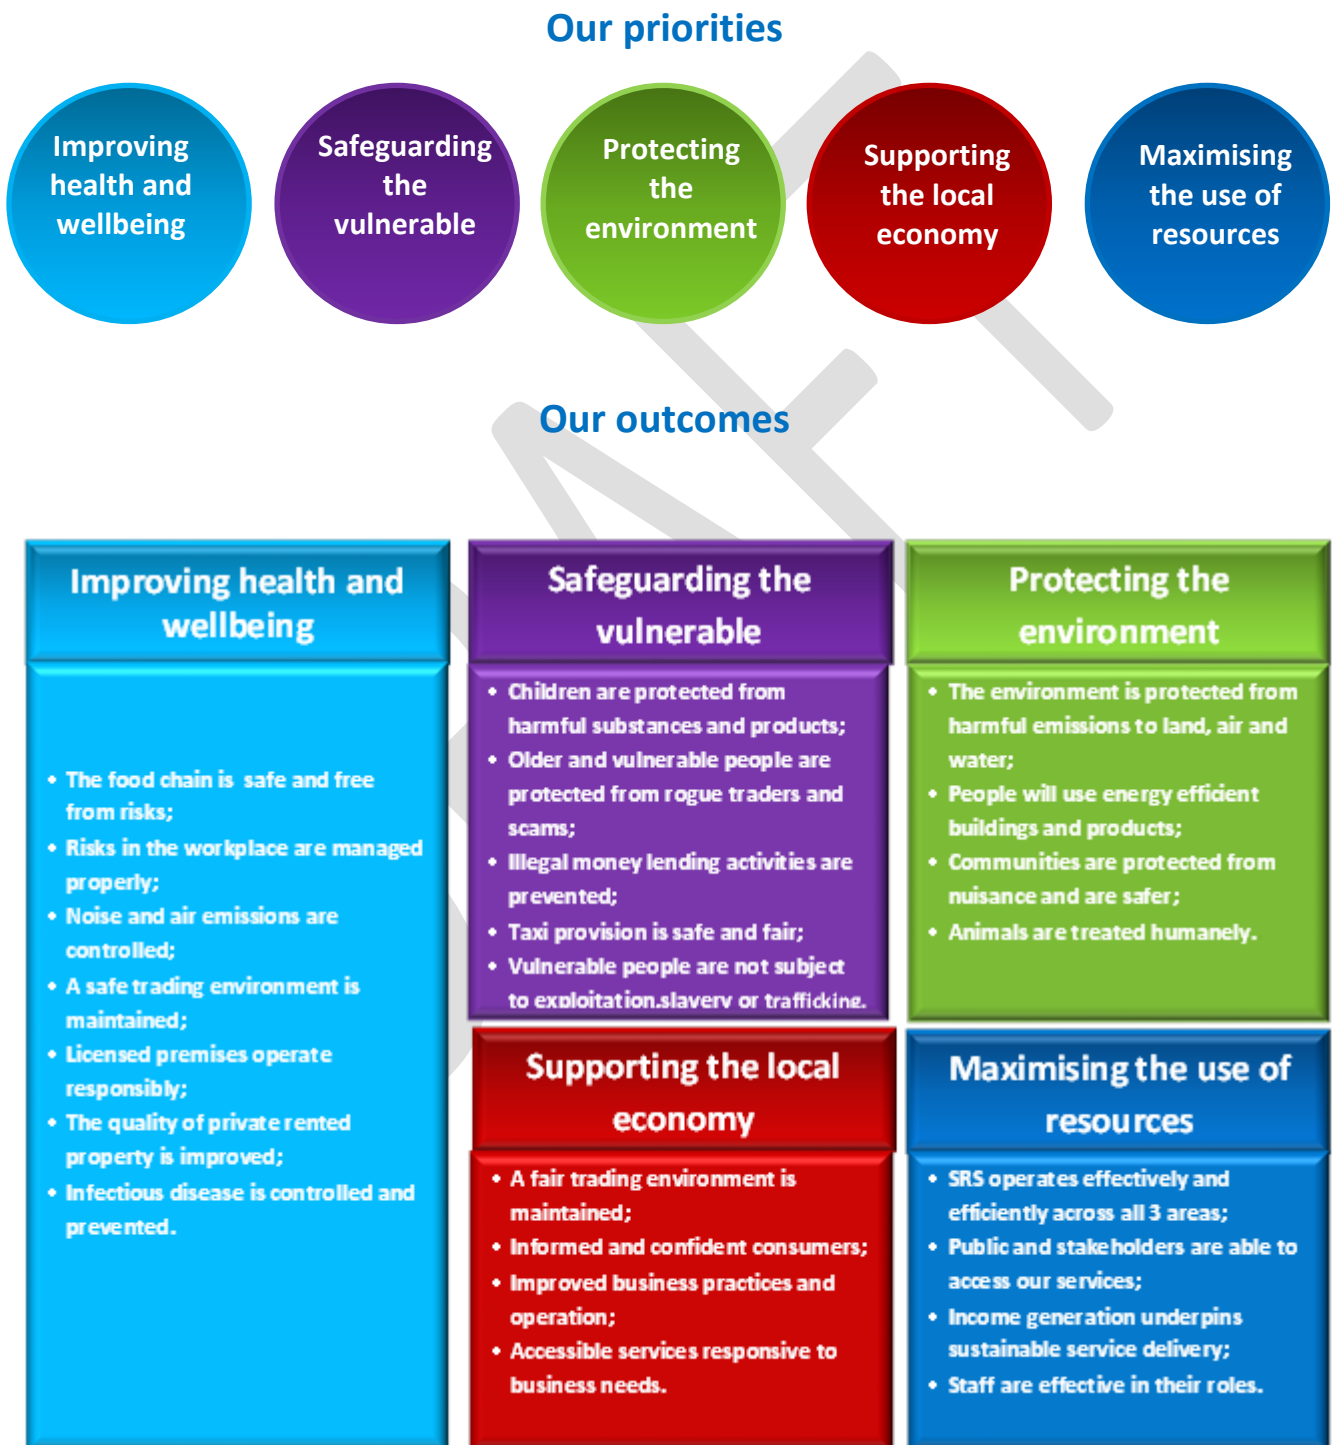 Our priorities
Improving
health and
wellbeing
Safeguarding
the
vulnerable
Protecting
the
environment
Supporting
the local
economy
Maximising
the use of
resources
Our outcomes
Improving health and
wellbeing
• The food chain is safe and free
from risks;
• Risks in the workplace are managed
properly;
• Noise and air emissions are
controlled;
• A safe trading environment is
maintained;
• Licensed premises operate
responsibly;
• The quality of private rented
property is improved;
• Infectious disease is controlled and
prevented.
Safeguarding the
vulnerable
• Children are protected from
harmful substances and products;
• Older and vulnerable people are
protected from rogue traders and
scams;
• Illegal money lending activities are
prevented;
• Taxi provision is safe and fair;
• Vulnerable people are not subject
to exploitation,slavery or trafficking.
Protecting the
environment
• The environment is protected from
harmful emissions to land, air and
water;
• People will use energy efficient
buildings and products;
• Communities are protected from
nuisance and are safer;
• Animals are treated humanely.
Supporting the local
economy
• A fair trading environment is
maintained;
• Informed and confident consumers;
• Improved business practices and
operation;
• Accessible services responsive to
business needs.
Maximising the use of
resources
• SRS operates effectively and
efficiently across all 3 areas;
• Public and stakeholders are able to
access our services;
• Income generation underpins
sustainable service delivery;
• Staff are effective in their roles.